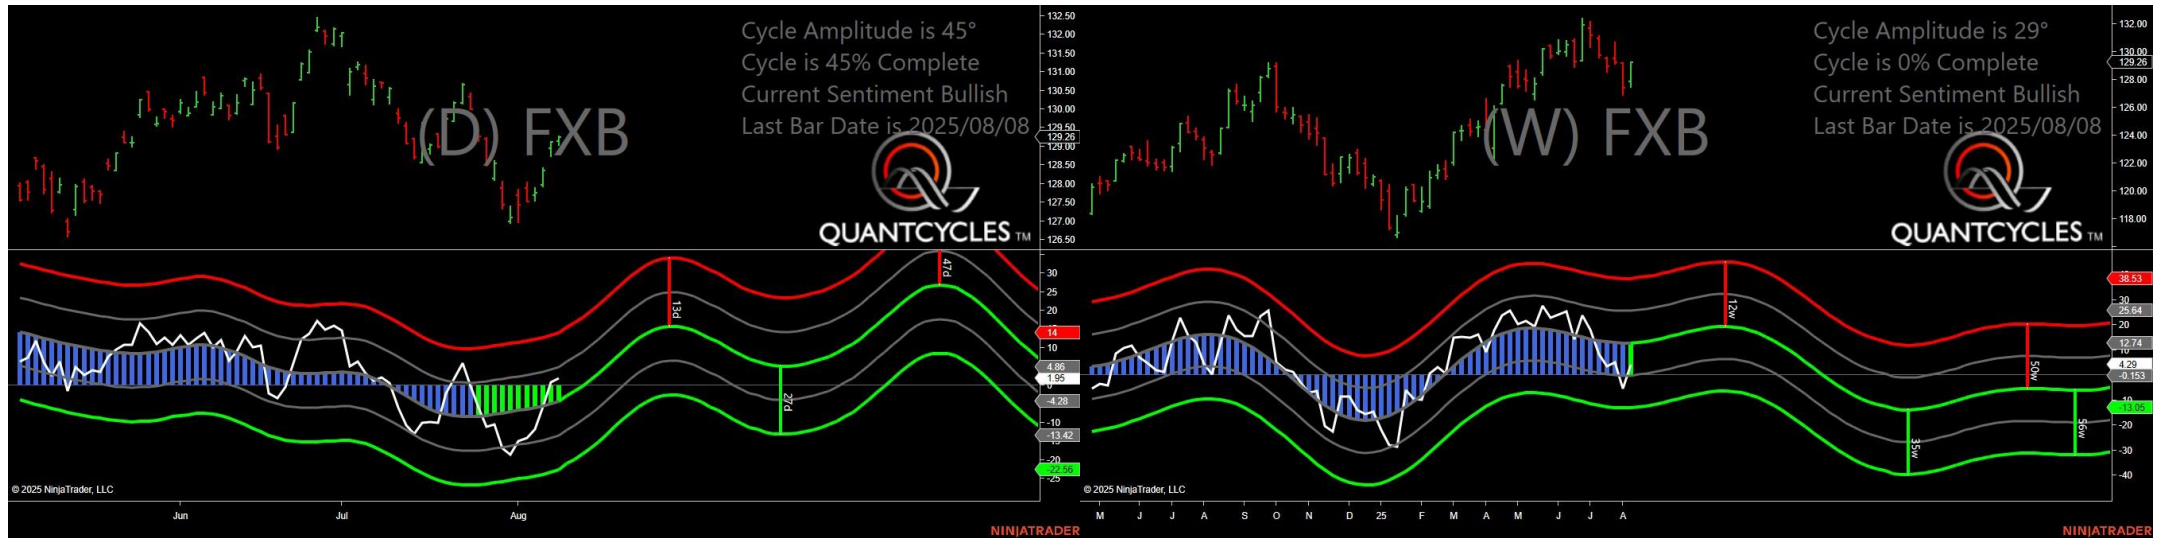 Cycle Amplitude is 45°
Cycle is 45% Complete
Current Sentiment Bullish
Last Bar Date is 2025/08/08
(D) FXB
QUANTCYCLES TM
132.50
132.00
131.50
131.00
130.50
130.00
129.50
129.26
129.00
128.50
128.00
127.50
127.00
126.50
13d
27d
47d
30
25
20
14
10
4.86
1.95
0
-4.28
-10
-13.42
-20
-22.56
-25
© 2025 NinjaTrader, LLC
Jun
Jul
Aug
NINJATRADER
Cycle Amplitude is 29°
Cycle is 0% Complete
Current Sentiment Bullish
Last Bar Date is 2025/08/08
(W) FXB
QUANTCYCLES TM
132.00
130.00
129.26
128.00
126.00
124.00
122.00
120.00
118.00
12w
35w
50w
56w
38.53
30
25.64
20
12.74
10
4.29
-0.153
-10
-13.05
-20
-30
-40
© 2025 NinjaTrader, LLC
M J J A S O N D 25 F M A M J J A
NINJATRADER